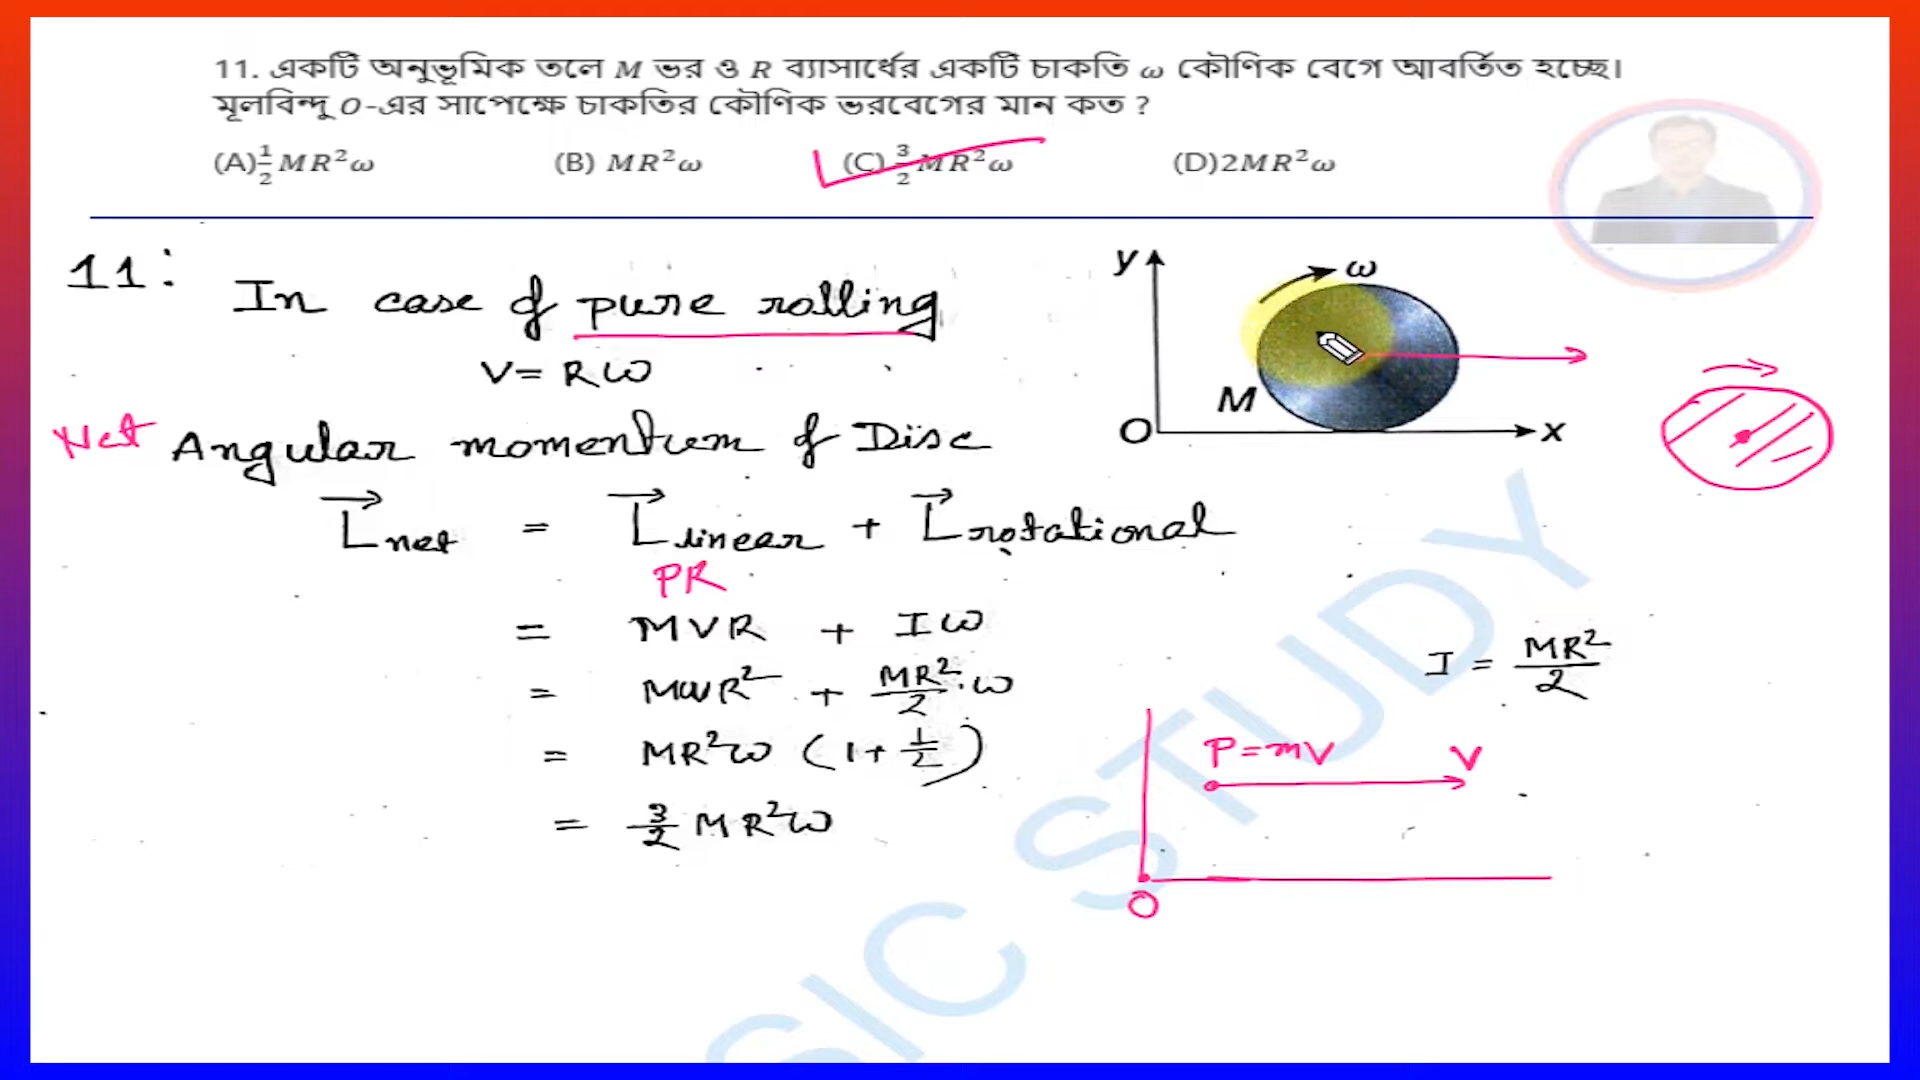 11. একটি অনুভূমিক তলে M ভর ও R ব্যাসার্ধের একটি চাকতি ω কৌণিক বেগে আবর্তিত হচ্ছে।
মূলবিন্দু O-এর সাপেক্ষে চাকতির কৌণিক ভরবেগের মান কত ?
(A) 1/2 MR²ω (B) MR²ω (C) 3/2 MR²ω (D) 2MR²ω
11:
In case of pure rolling
V = Rω
Net Angular momentum of Disc
L⃗net = L⃗linear + L⃗rotational
PR
= MVR + Iω
= MωR² + MR²/2 · ω
= MR²ω (1 + 1/2)
= 3/2 MR²ω
y
ω
M
O
x
I = MR²/2
P = mV
V
O
SIC STUDY